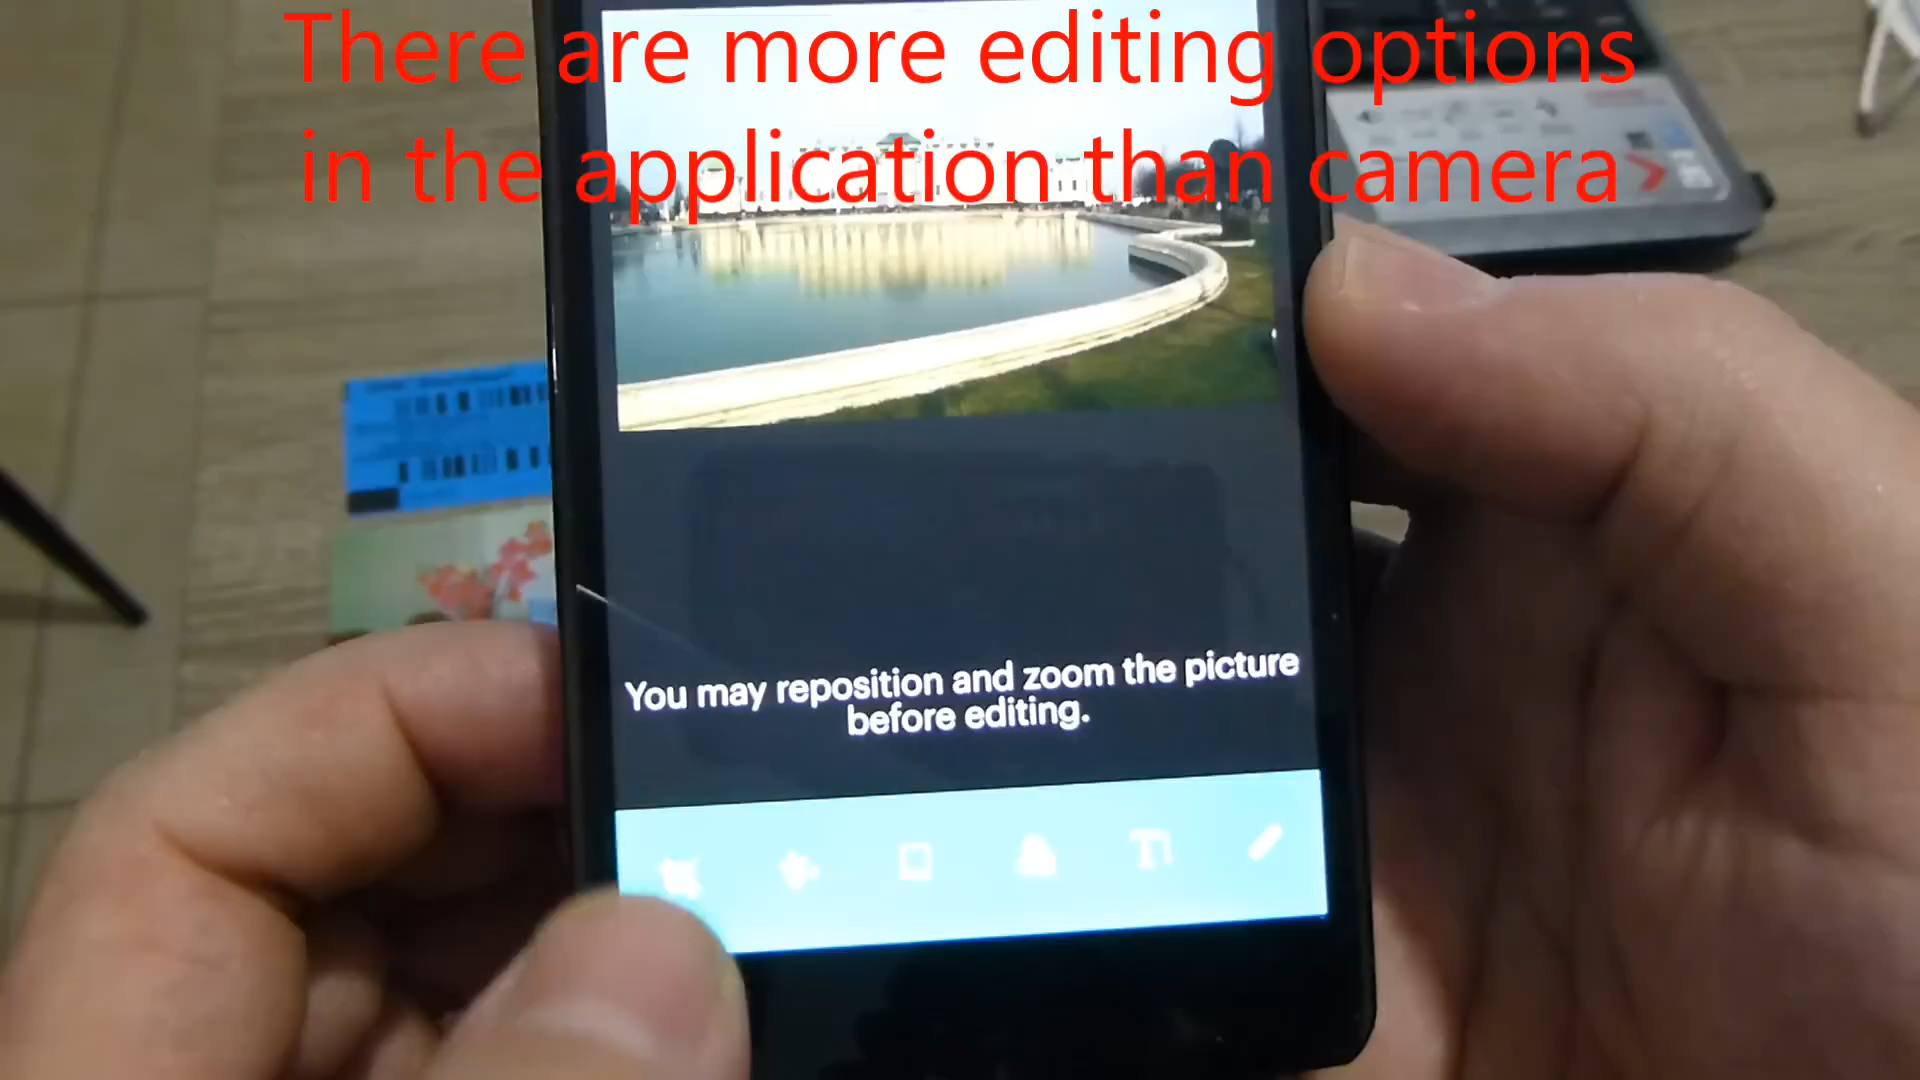 There are more editing options
in the application than camera
You may reposition and zoom the picture
before editing.